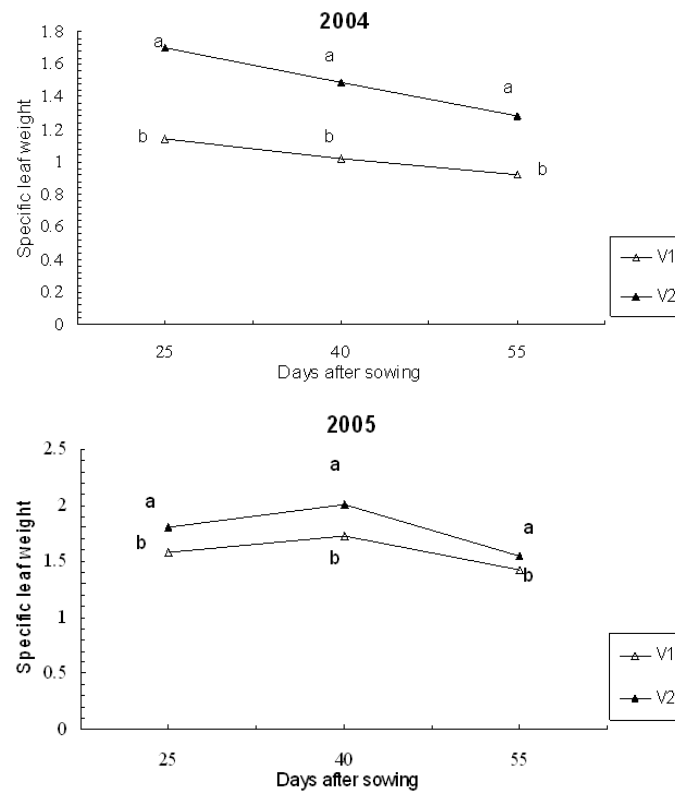 2004
1.8
1.6
1.4
1.2
1
0.8
0.6
0.4
0.2
0
Specific leaf weight
a
a
a
b
b
b
V1
V2
25 40 55
Days after sowing
2005
2.5
2
1.5
1
0.5
0
Specific leaf weight
a
a
a
b
b
b
V1
V2
25 40 55
Days after sowing